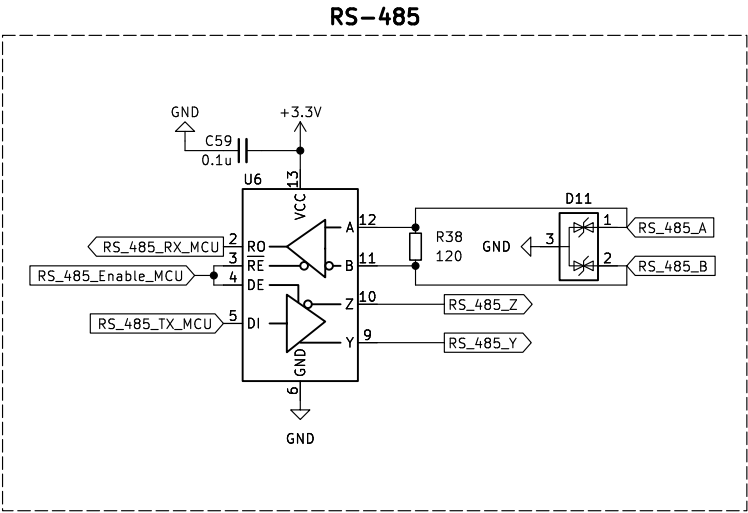 RS-485
GND
+3.3V
C59
0.1u
U6
13
VCC
D11
12
A
1
RS_485_A
R38
120
RS_485_RX_MCU
2
RO
GND
3
3
RE
11
B
2
RS_485_B
RS_485_Enable_MCU
4
DE
10
Z
RS_485_Z
RS_485_TX_MCU
5
DI
9
Y
RS_485_Y
GND
6
GND